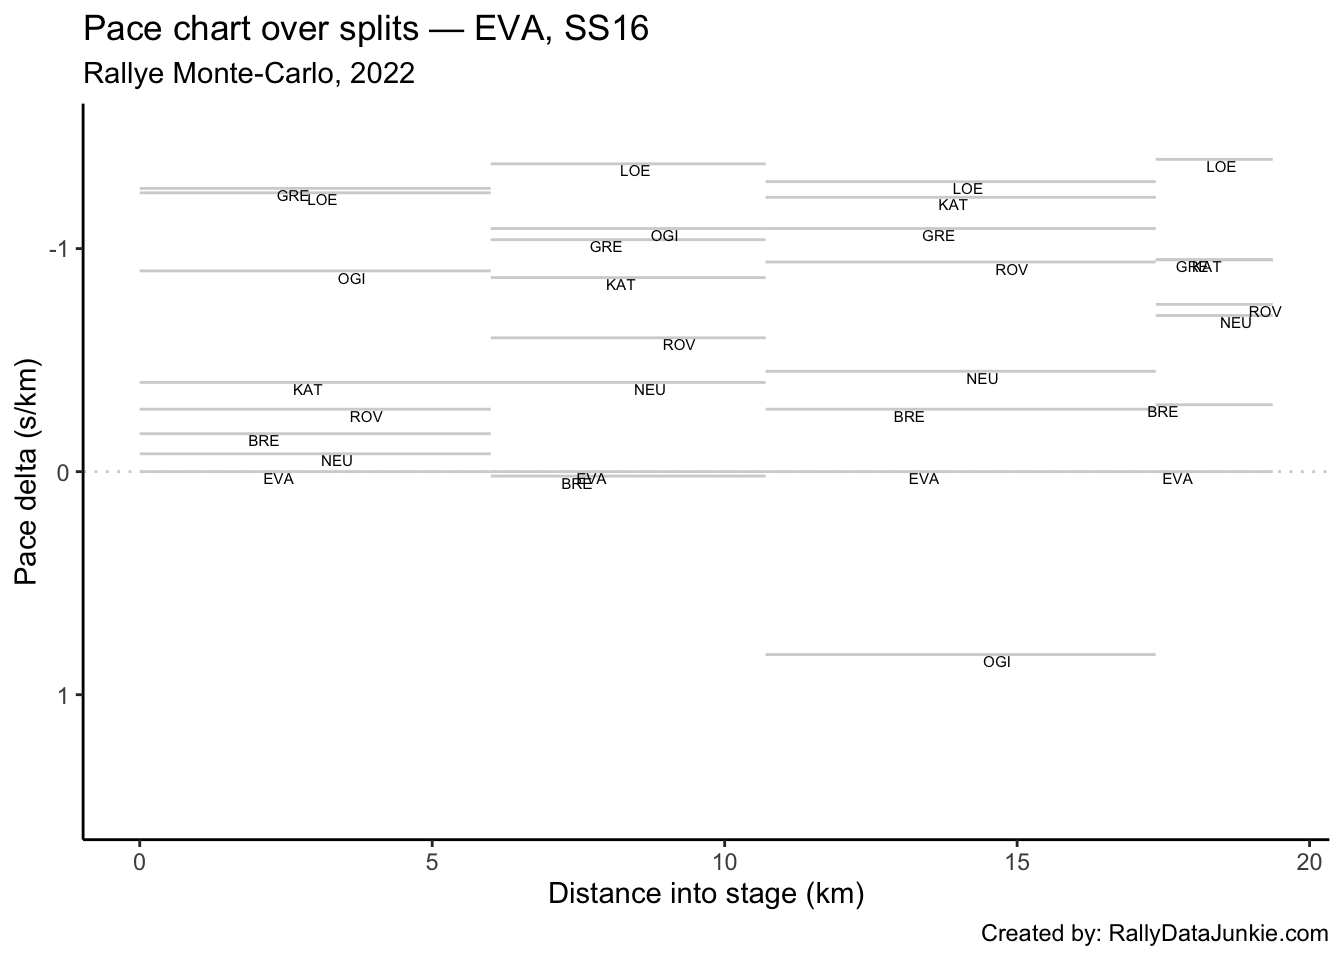 Pace chart over splits — EVA, SS16
Rallye Monte-Carlo, 2022
Pace delta (s/km)
-1
0
1
GRE LOE
OGI
KAT
ROV
BRE
NEU
EVA
LOE
OGI
GRE
KAT
ROV
NEU
EVA
BRE
LOE
KAT
GRE
ROV
NEU
BRE
EVA
OGI
LOE
GRE KAT
ROV
NEU
BRE
EVA
0 5 10 15 20
Distance into stage (km)
Created by: RallyDataJunkie.com